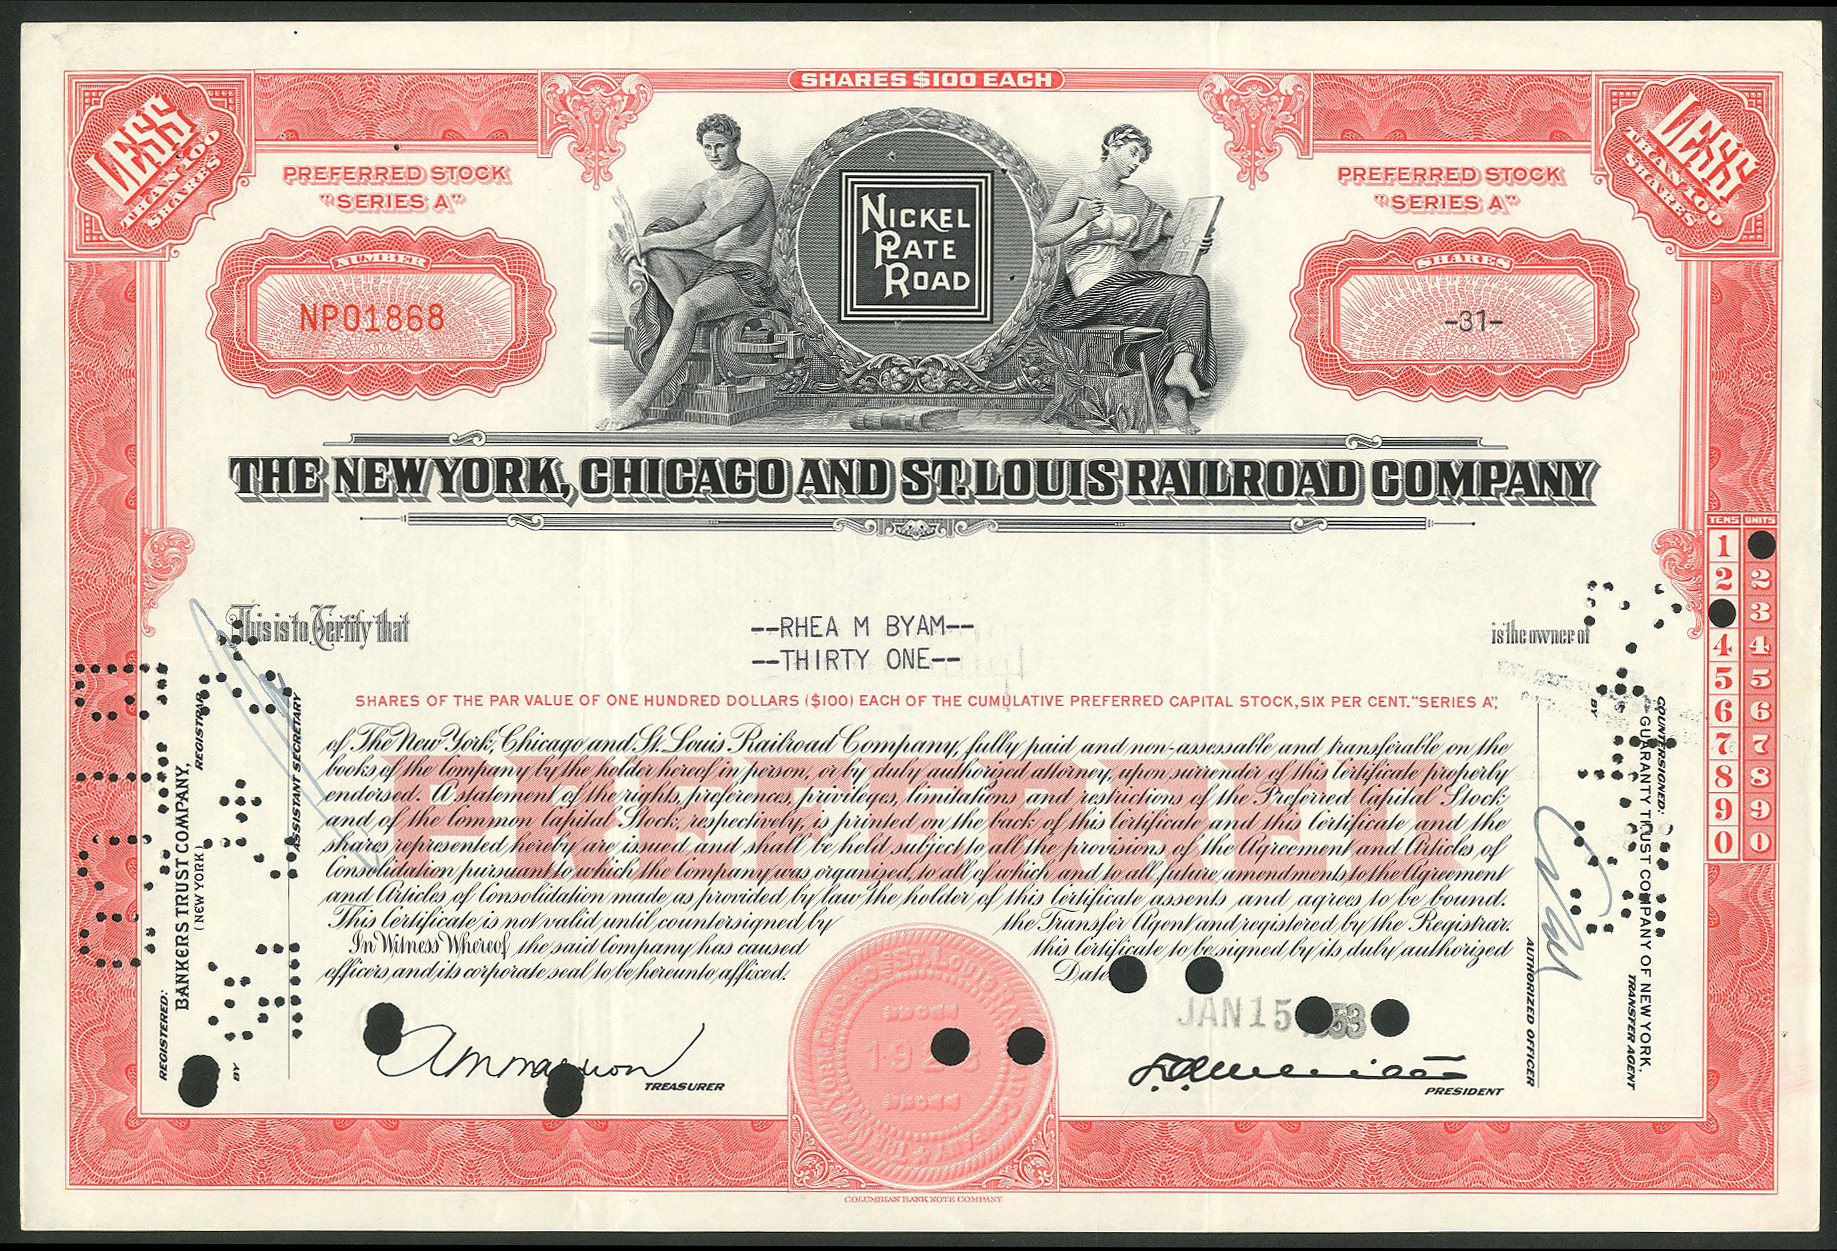 SHARES $100 EACH
LESS
THAN 100
SHARES
LESS
THAN 100
SHARES
PREFERRED STOCK
"SERIES A"
PREFERRED STOCK
"SERIES A"
NICKEL
PLATE
ROAD
NUMBER
NP01868
SHARES
-31-
THE NEW YORK, CHICAGO AND ST. LOUIS RAILROAD COMPANY
TENS UNITS
1
2 2
3
4 4
5 5
6 6
7 7
8 8
9 9
0 0
This is to Certify that
--RHEA M BYAM--
is the owner of
--THIRTY ONE--
SHARES OF THE PAR VALUE OF ONE HUNDRED DOLLARS ($100) EACH OF THE CUMULATIVE PREFERRED CAPITAL STOCK, SIX PER CENT. "SERIES A",
PREFERRED
of The New York, Chicago and St. Louis Railroad Company, fully paid and non-assessable and transferable on the
books of the Company by the holder hereof in person, or by duly authorized attorney, upon surrender of this Certificate properly
endorsed. A statement of the rights, preferences, privileges, limitations and restrictions of the Preferred Capital Stock
and of the Common Capital Stock, respectively, is printed on the back of this Certificate and this Certificate and the
shares represented hereby are issued and shall be held subject to all the provisions of the Agreement and Articles of
Consolidation pursuant to which the Company was organized, to all of which and to all future amendments to the Agreement
and Articles of Consolidation made as provided by law the holder of this Certificate assents and agrees to be bound.
This Certificate is not valid until countersigned by the Transfer Agent and registered by the Registrar.
In Witness Whereof the said Company has caused this Certificate to be signed by its duly authorized
officers and its corporate seal to be hereunto affixed. Date
JAN 15 53
TREASURER
PRESIDENT
REGISTERED:
BANKERS TRUST COMPANY,
(NEW YORK)
REGISTRAR
BY
ASSISTANT SECRETARY
COUNTERSIGNED:
GUARANTY TRUST COMPANY OF NEW YORK,
TRANSFER AGENT
BY
AUTHORIZED OFFICER
COLUMBIAN BANK NOTE COMPANY